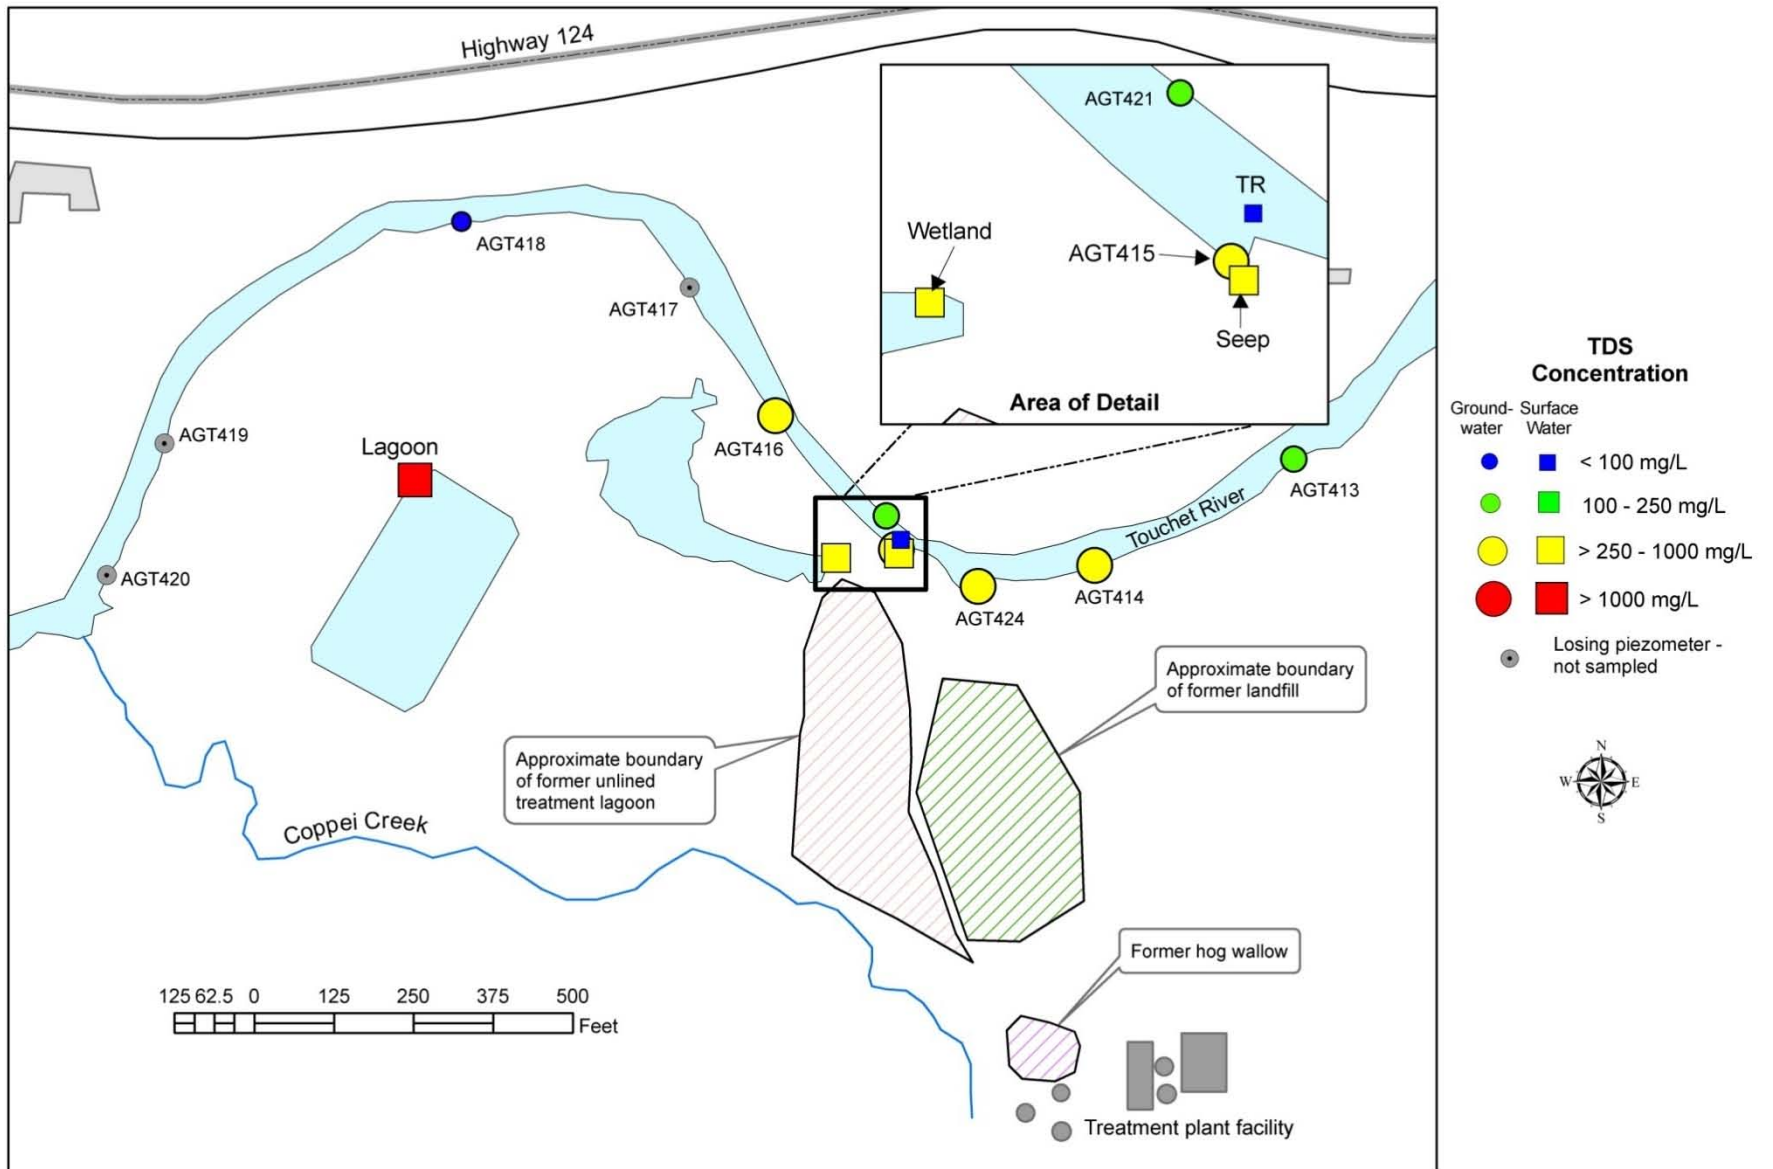 Highway 124
AGT421
TR
AGT418
Wetland
AGT415
AGT417
Seep
Area of Detail
AGT419
Lagoon
AGT416
AGT413
Touchet River
AGT420
AGT424
AGT414
Approximate boundary
of former landfill
Approximate boundary
of former unlined
treatment lagoon
Coppei Creek
Former hog wallow
125 62.5 0 125 250 375 500
Feet
Treatment plant facility
TDS
Concentration
Ground-
water
Surface
Water
< 100 mg/L
100 - 250 mg/L
> 250 - 1000 mg/L
> 1000 mg/L
Losing piezometer -
not sampled
N
W E
S